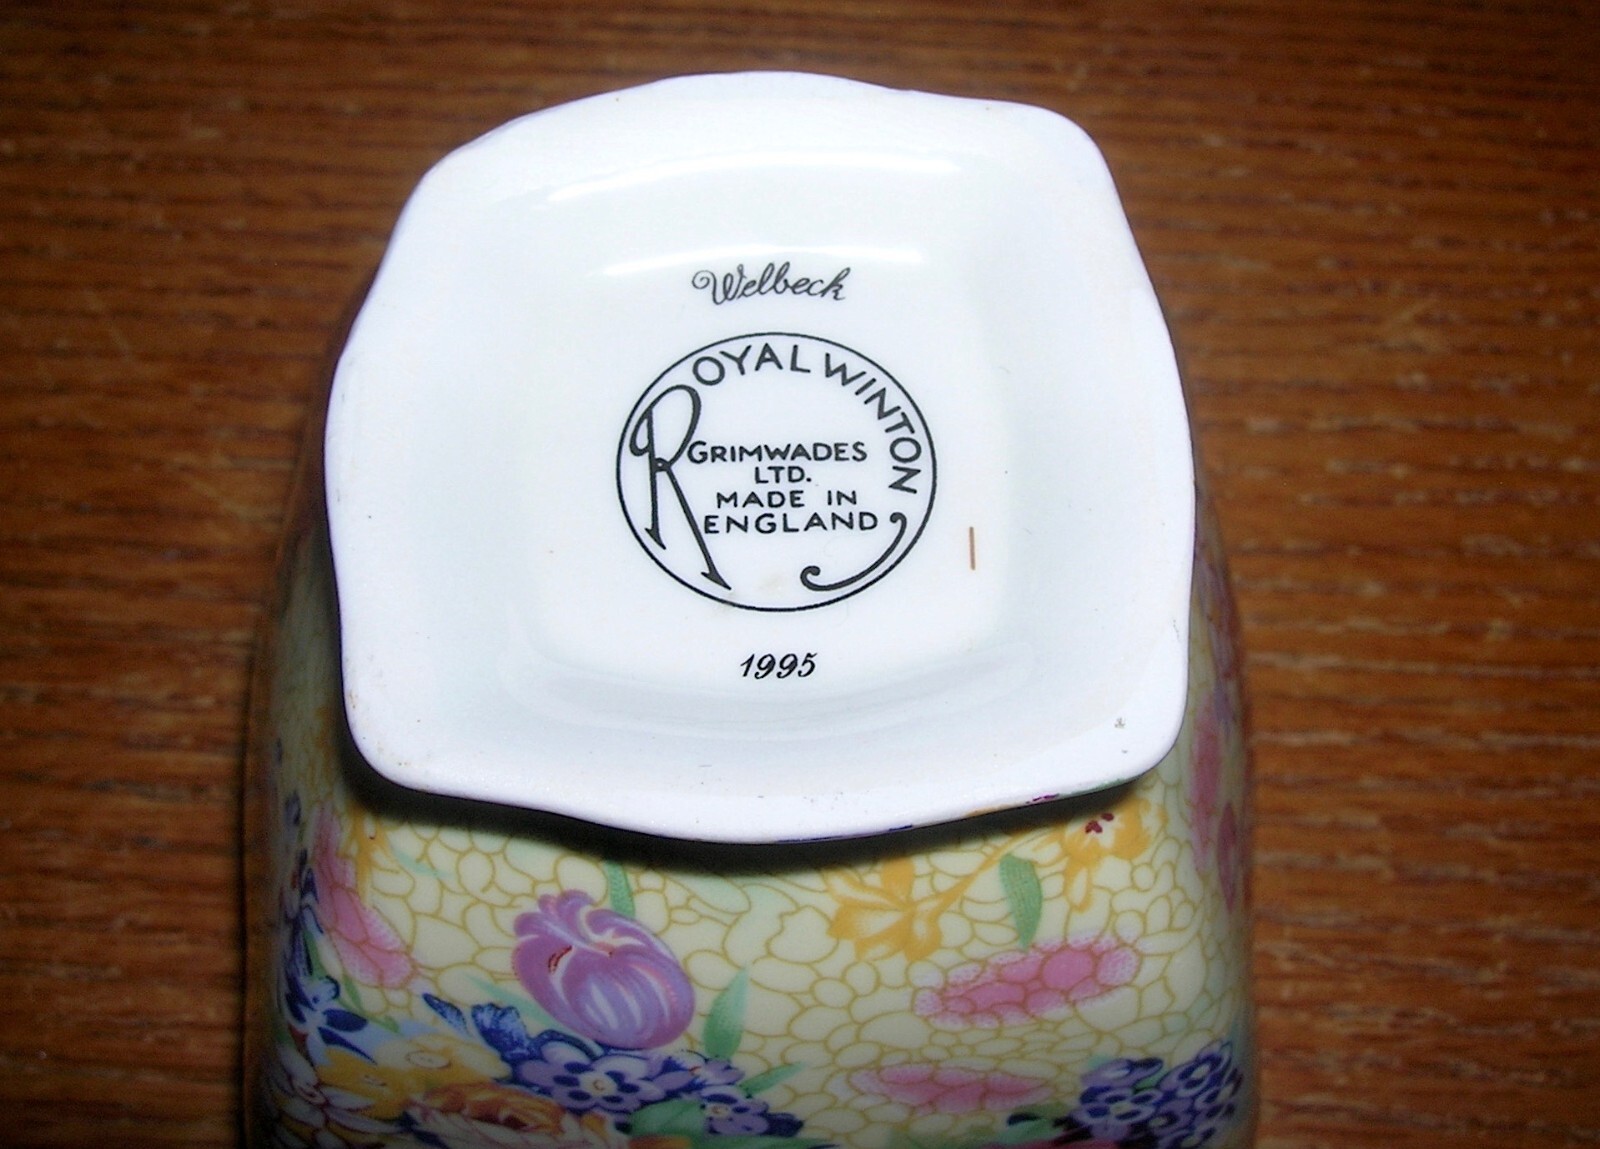 Welbeck
ROYAL WINTON
GRIMWADES
LTD.
MADE IN
ENGLAND
1995